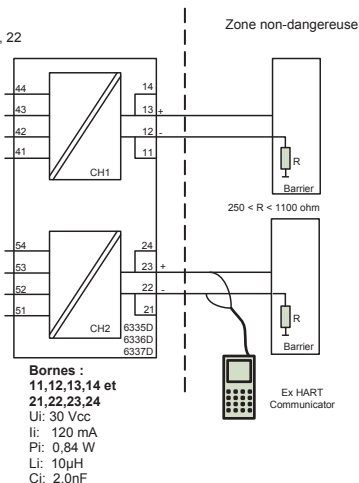 Zone non-dangereuse
, 22
44
43
42
41
14
13 +
12 -
11
CH1
R
Barrier
250 < R < 1100 ohm
54
53
52
51
24
23 +
22 -
21
CH2
6335D
6336D
6337D
R
Barrier
Bornes :
11,12,13,14 et
21,22,23,24
Ui: 30 Vcc
Ii: 120 mA
Pi: 0,84 W
Li: 10µH
Ci: 2,0nF
Ex HART
Communicator